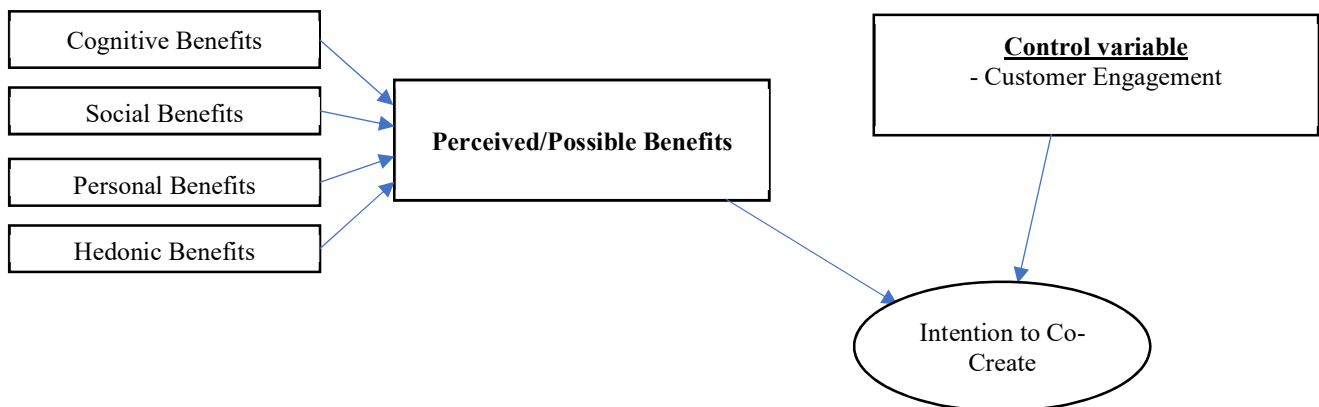 Cognitive Benefits
Social Benefits
Personal Benefits
Hedonic Benefits
Perceived/Possible Benefits
Control variable
- Customer Engagement
Intention to Co-
Create